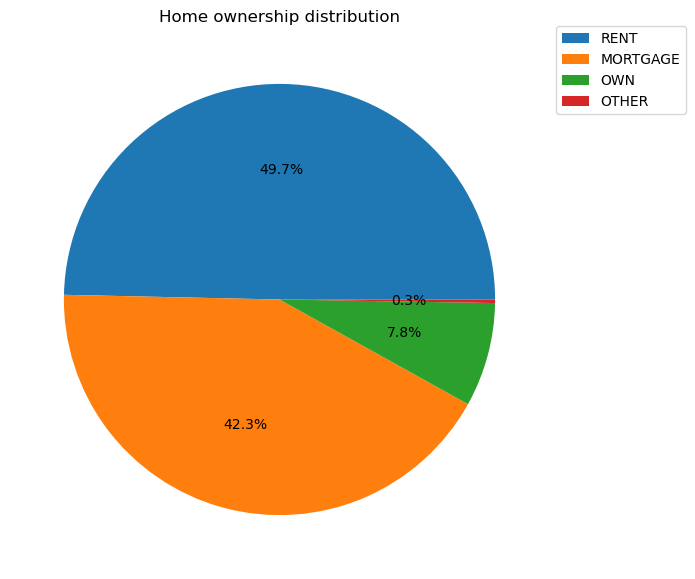 Home ownership distribution
RENT
MORTGAGE
OWN
OTHER
49.7%
0.3%
7.8%
42.3%